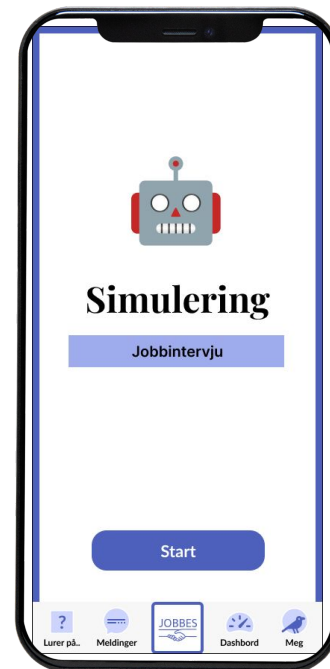 Simulering
Jobbintervju
Start
?
JOBBES
Lurer på..
Meldinger
Dashbord
Meg